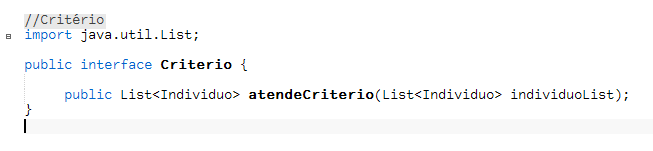 //Critério
import java.util.List;
public interface Criterio {
public List<Individuo> atendeCriterio(List<Individuo> individuoList);
}